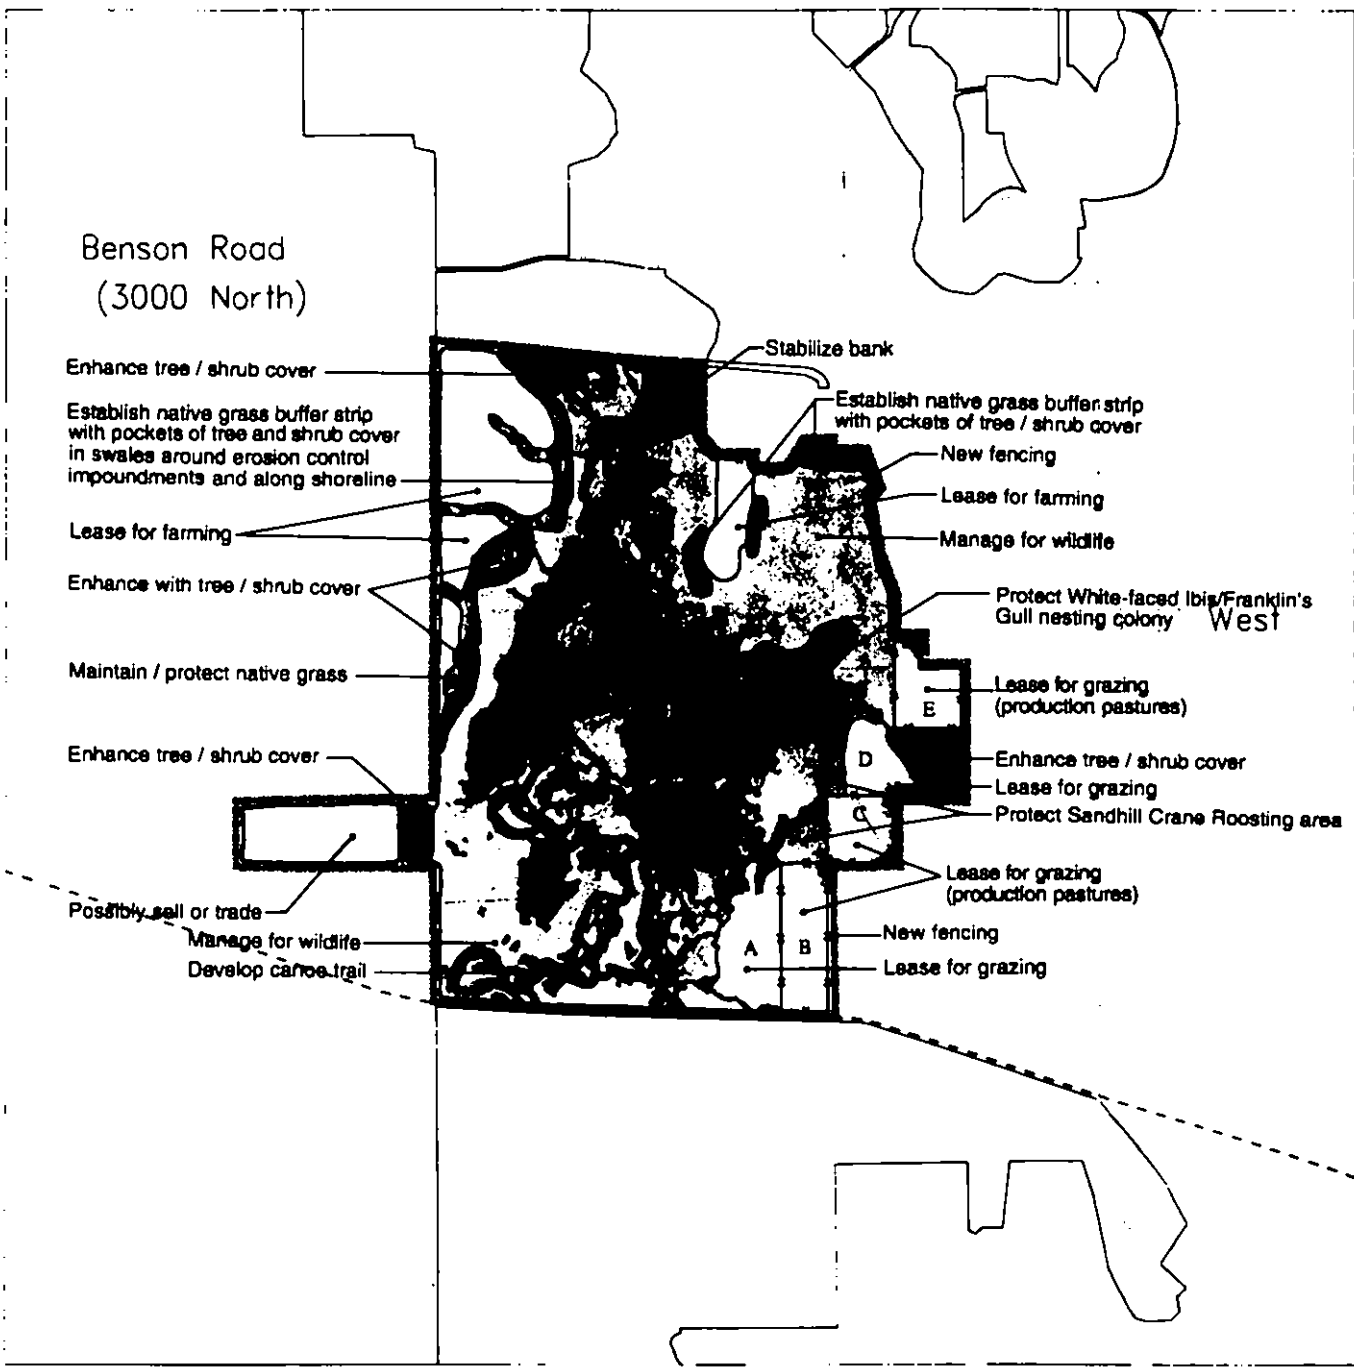 Benson Road
(3000 North)
Enhance tree / shrub cover
Establish native grass buffer strip
with pockets of tree and shrub cover
in swales around erosion control
impoundments and along shoreline
Lease for farming
Enhance with tree / shrub cover
Maintain / protect native grass
Enhance tree / shrub cover
Possibly sell or trade
Manage for wildlife
Develop canoe trail
Stabilize bank
Establish native grass buffer strip
with pockets of tree / shrub cover
New fencing
Lease for farming
Manage for wildlife
Protect White-faced Ibis/Franklin's
Gull nesting colony
West
Lease for grazing
(production pastures)
E
Enhance tree / shrub cover
D
Lease for grazing
Protect Sandhill Crane Roosting area
C
Lease for grazing
(production pastures)
New fencing
A
B
Lease for grazing